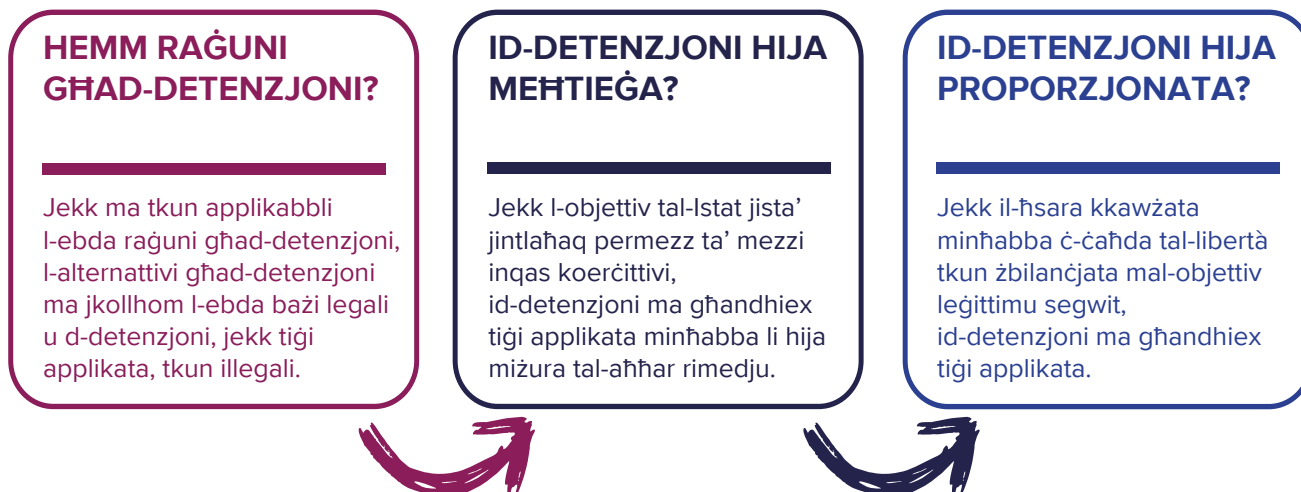 HEMM RAĠUNI
GĦAD-DETENZJONI?
Jekk ma tkun applikabbli
l-ebda raġuni għad-detenzjoni,
l-alternattivi għad-detenzjoni
ma jkollhom l-ebda bażi legali
u d-detenzjoni, jekk tiġi
applikata, tkun illegali.
ID-DETENZJONI HIJA
MEĦTIEĠA?
Jekk l-objettiv tal-Istat jista’
jintlaħaq permezz ta’ mezzi
inqas koerċittivi,
id-detenzjoni ma għandhiex
tiġi applikata minħabba li hija
miżura tal-aħħar rimedju.
ID-DETENZJONI HIJA
PROPORZJONATA?
Jekk il-ħsara kkawżata
minħabba ċ-ċaħda tal-libertà
tkun żbilanċjata mal-objettiv
leġittimu segwit,
id-detenzjoni ma għandhiex
tiġi applikata.